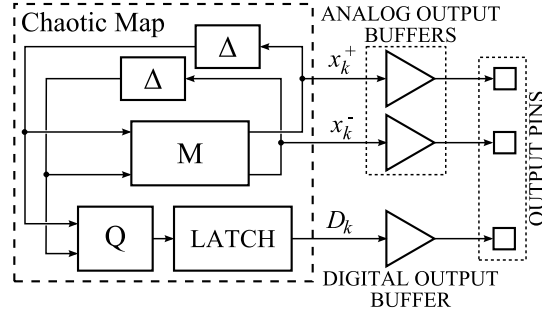 Chaotic Map
ANALOG OUTPUT
BUFFERS
Δ
Δ
x_k^+
x_k^-
M
Q
LATCH
D_k
DIGITAL OUTPUT
BUFFER
OUTPUT PINS